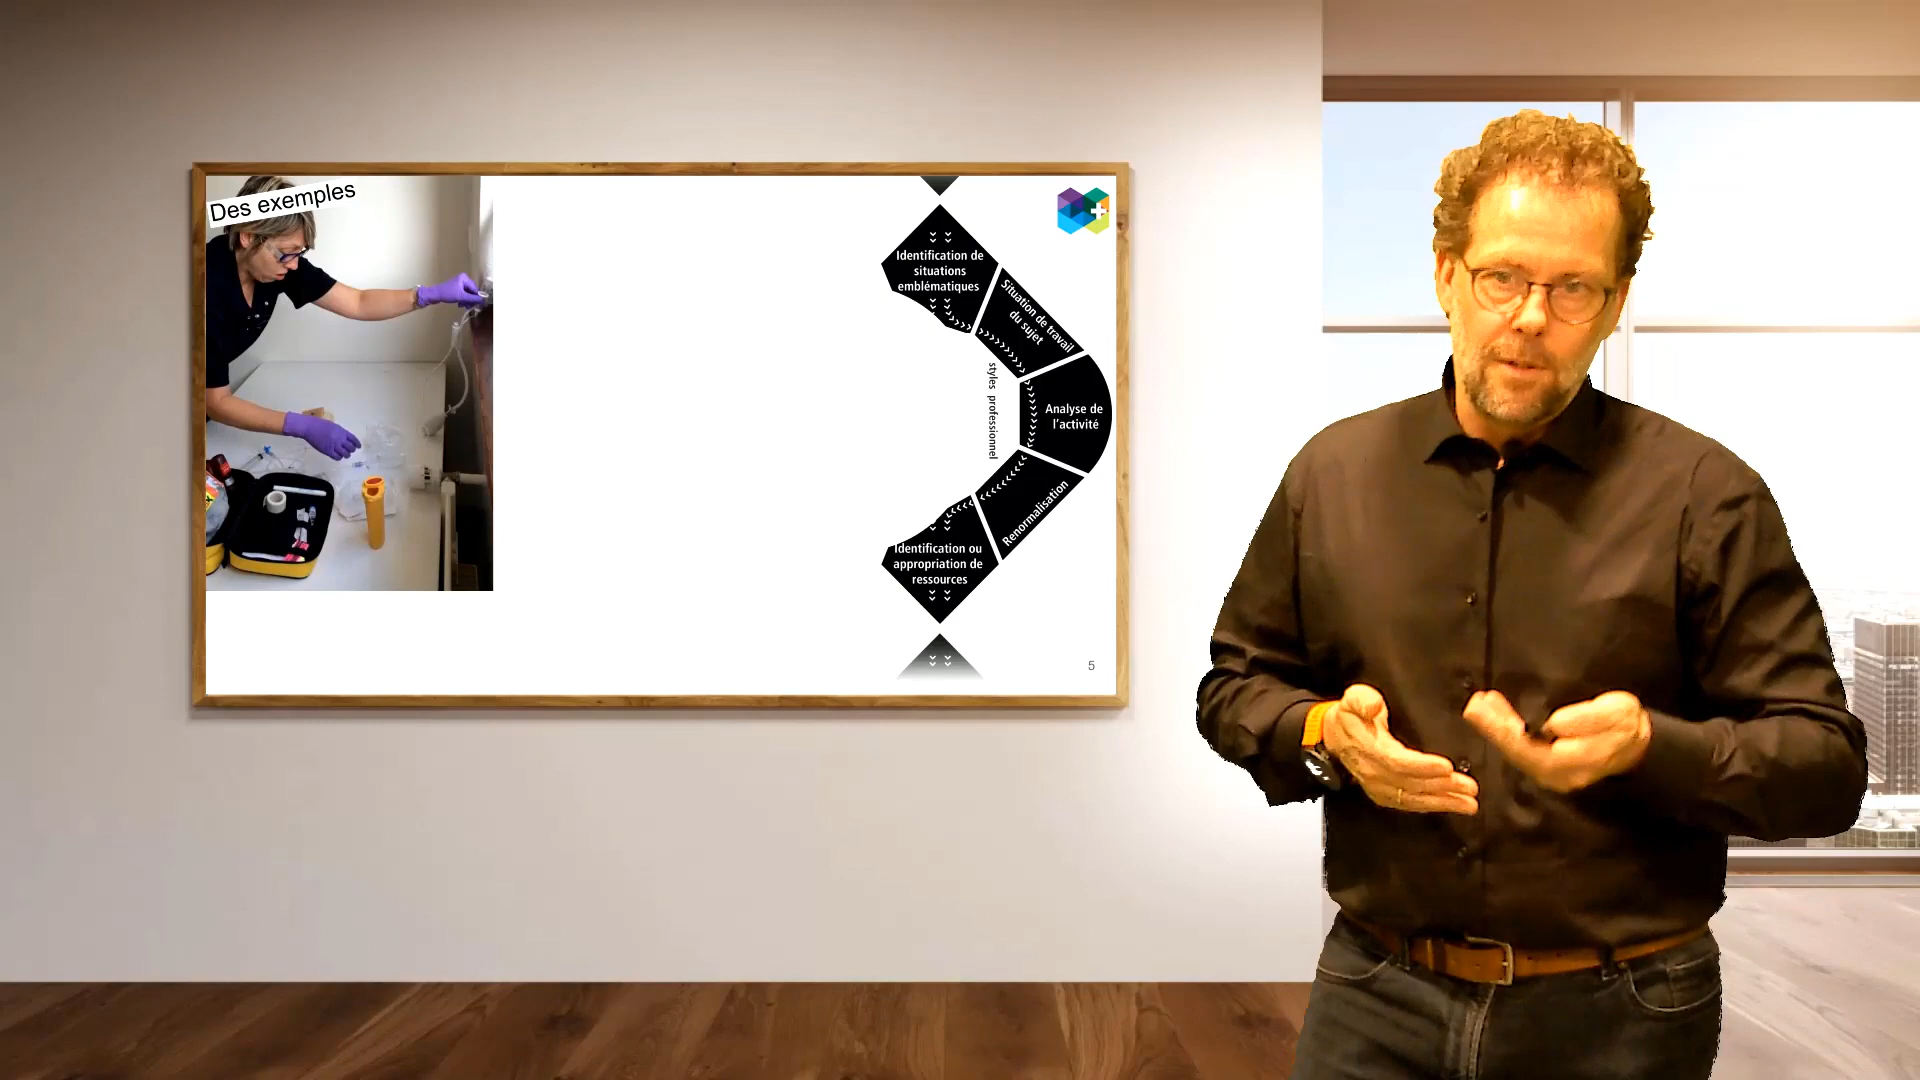 Des exemples
Identification de
situations
emblématiques
Situation de travail
du sujet
styles professionnel
Analyse de
l'activité
Renormalisation
Identification ou
appropriation de
ressources
5